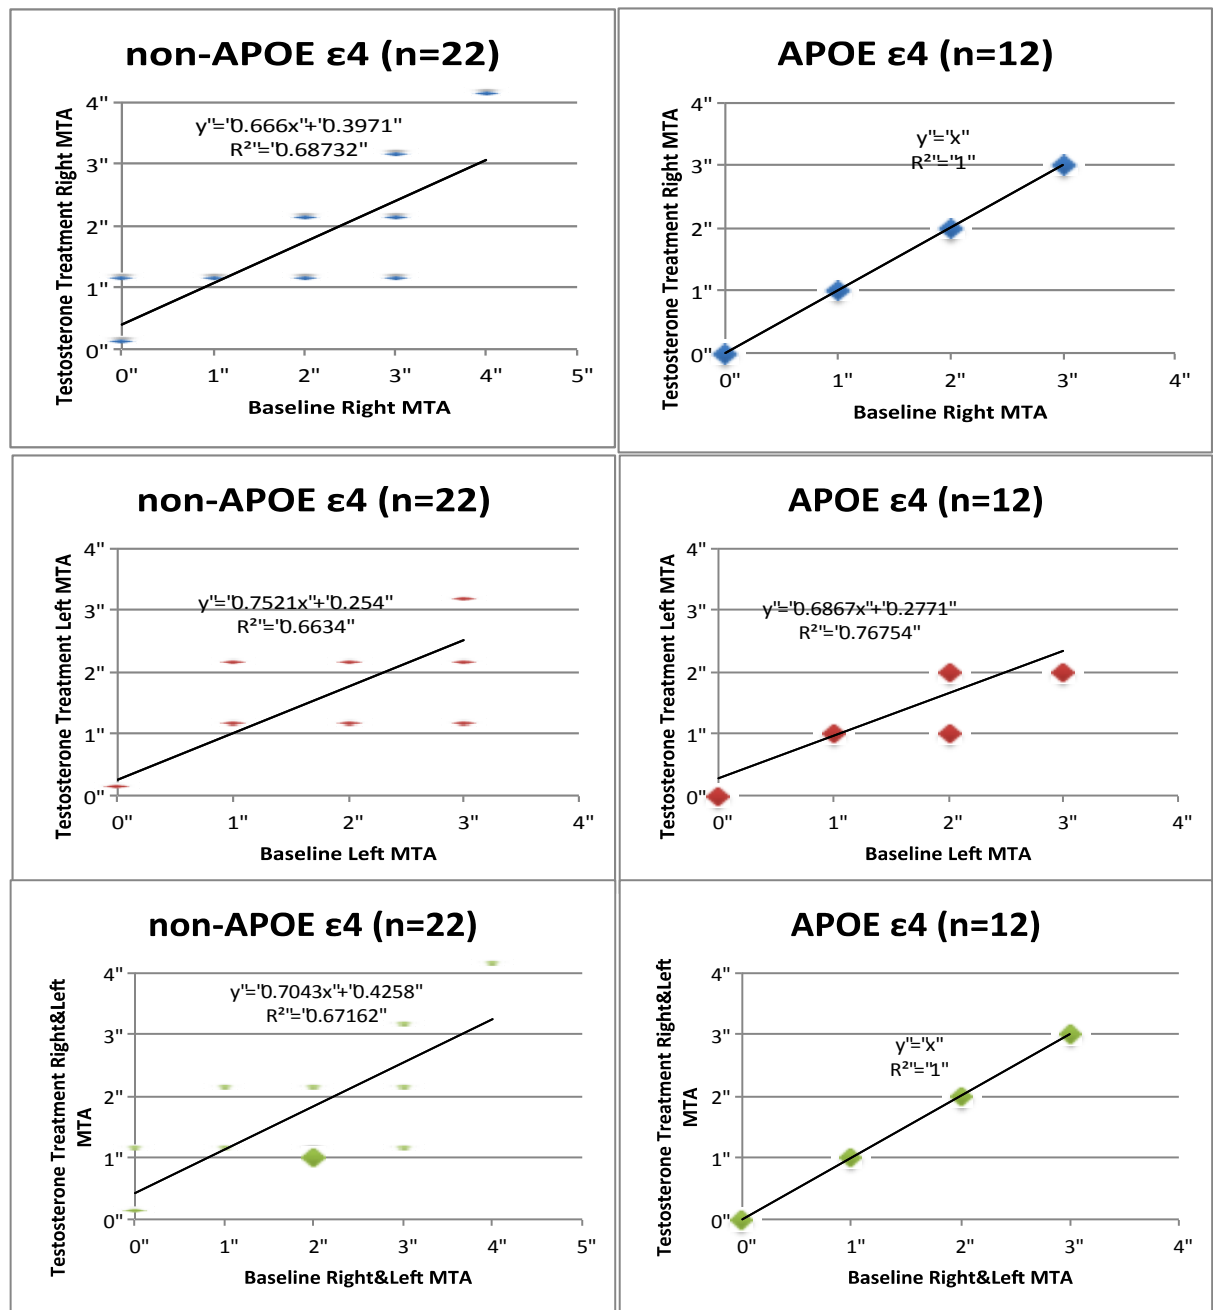 non-APOE ε4 (n=22)
Testosterone Treatment Right MTA
4"
3"
2"
1"
0"
y"="0.666x"+"0.3971"
R²"="0.68732"
0" 1" 2" 3" 4" 5"
Baseline Right MTA
APOE ε4 (n=12)
Testosterone Treatment Right MTA
4"
3"
2"
1"
0"
y"="x"
R²"="1"
0" 1" 2" 3" 4"
Baseline Right MTA
non-APOE ε4 (n=22)
Testosterone Treatment Left MTA
4"
3"
2"
1"
0"
y"="0.7521x"+"0.254"
R²"="0.6634"
0" 1" 2" 3" 4"
Baseline Left MTA
APOE ε4 (n=12)
Testosterone Treatment Left MTA
4"
3"
2"
1"
0"
y"="0.6867x"+"0.2771"
R²"="0.76754"
0" 1" 2" 3" 4"
Baseline Left MTA
non-APOE ε4 (n=22)
Testosterone Treatment Right&Left
MTA
4"
3"
2"
1"
0"
y"="0.7043x"+"0.4258"
R²"="0.67162"
0" 1" 2" 3" 4" 5"
Baseline Right&Left MTA
APOE ε4 (n=12)
Testosterone Treatment Right&Left
MTA
4"
3"
2"
1"
0"
y"="x"
R²"="1"
0" 1" 2" 3" 4"
Baseline Right&Left MTA